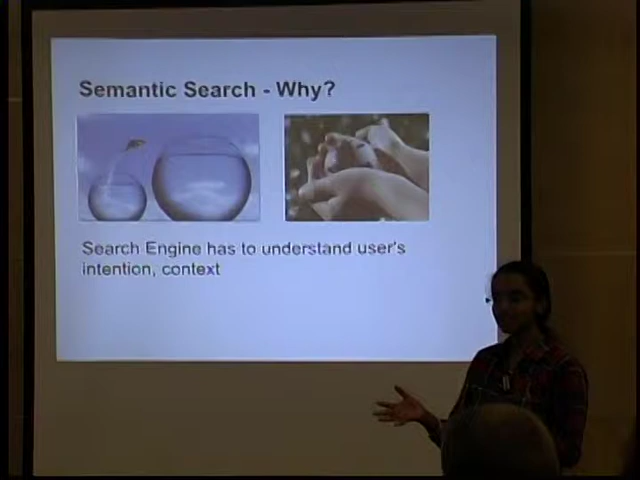 Semantic Search - Why?
Search Engine has to understand user's
intention, context